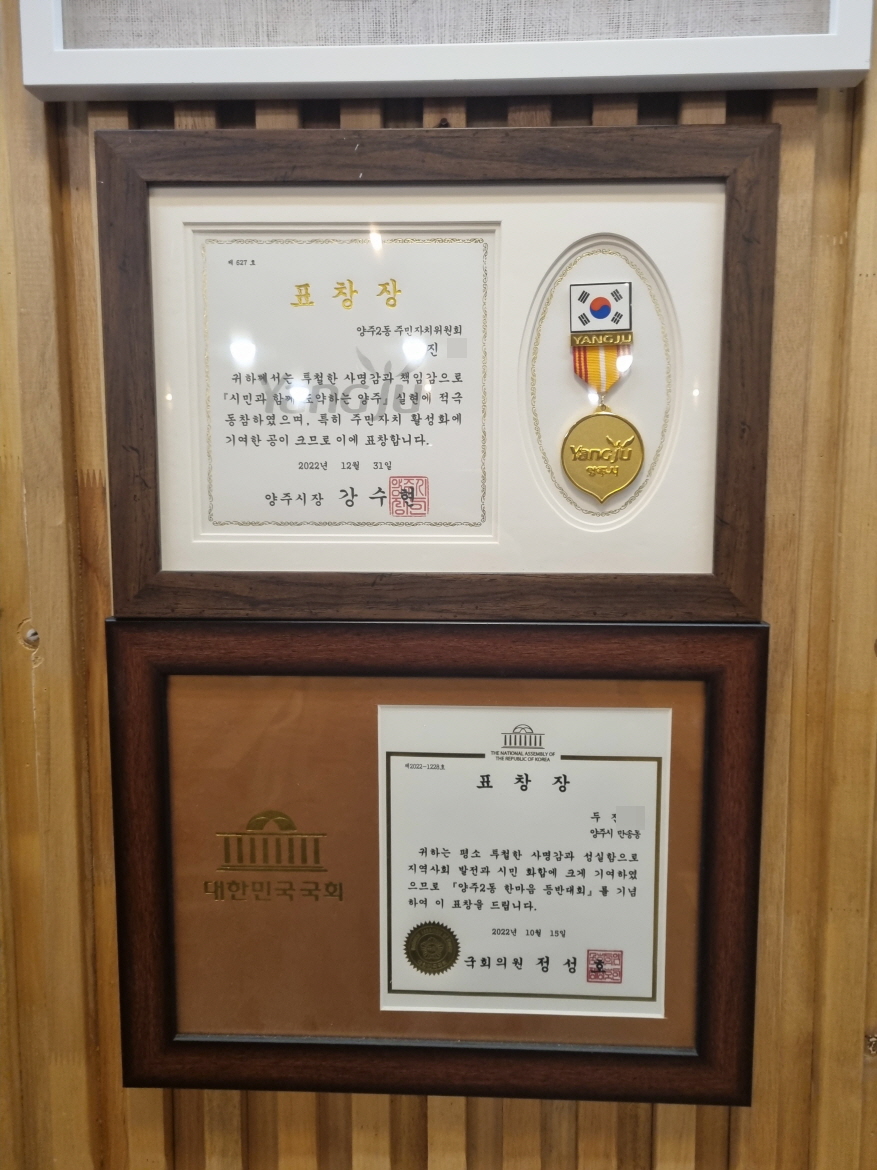 제 627 호
표 창 장
양주2동 주민자치위원회
진
귀하께서는 투철한 사명감과 책임감으로
『시민과 함께 도약하는 양주』 실현에 적극
동참하였으며, 특히 주민자치 활성화에
기여한 공이 크므로 이에 표창합니다.
2022년 12월 31일
양주시장 강 수 현
YangJu
YANGJU
YangJu
양주시
대한민국국회
THE NATIONAL ASSEMBLY OF
THE REPUBLIC OF KOREA
제2022-1228호
표 창 장
두
양주시 만송동
귀하는 평소 투철한 사명감과 성실함으로
지역사회 발전과 시민 화합에 크게 기여하였
으므로 『양주2동 한마음 등반대회』를 기념
하여 이 표창을 드립니다.
2022년 10월 15일
국회의원 정 성 호